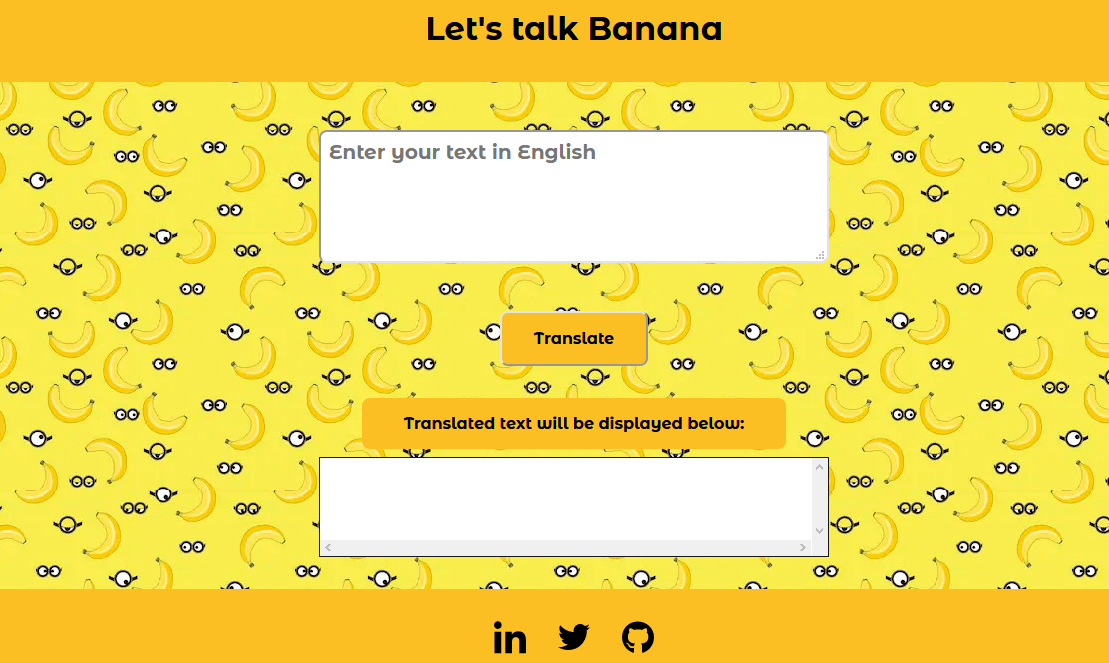 Let's talk Banana
Enter your text in English
Translate
Translated text will be displayed below:
in